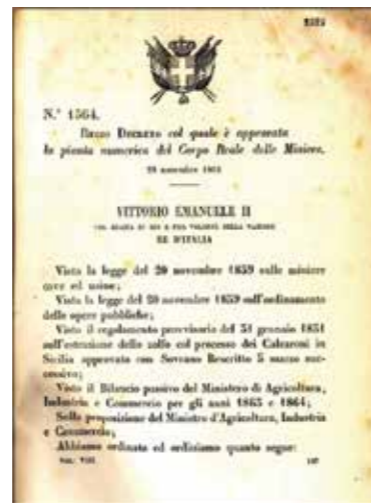 N.° 1564.
REGIO DECRETO col quale è approvata
la pianta numerica del Corpo Reale delle Miniere.
novembre
VITTORIO EMANUELE II
PER GRAZIA DI DIO E PER VOLONTÀ DELLA NAZIONE
RE D'ITALIA
Vista la legge del 20 novembre 1859 sulle miniere
cave ed usine;
Vista la legge del 20 novembre 1859 sull'ordinamento
delle opere pubbliche;
Visto il regolamento provvisorio del 31 gennaio 1851
sull'estrazione dello zolfo col processo dei Calcaroni in
Sicilia approvato con Sovrano Rescritto 5 marzo suc-
cessivo;
Visto il Bilancio passivo del Ministero di Agricoltura,
Industria e Commercio per gli anni 1863 e 1864;
Sulla proposizione del Ministro d'Agricoltura, Industria
e Commercio;
Abbiamo ordinato ed ordiniamo quanto segue:
VOL. VIII.